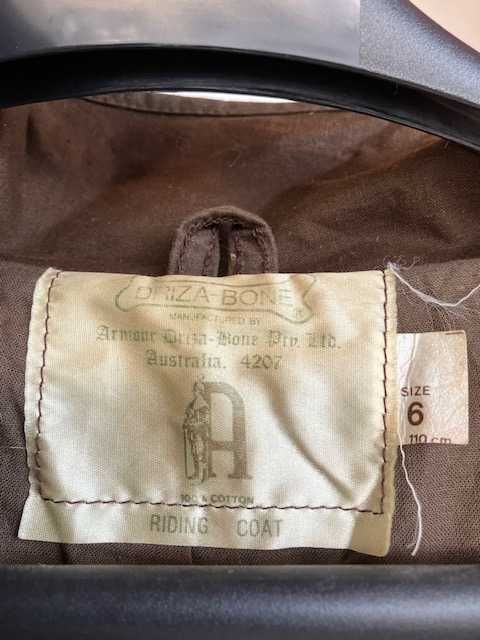 DRIZA-BONE ®
MANUFACTURED BY
Armour Driza-Bone Pty. Ltd.
Australia. 4207
A
100% COTTON
RIDING COAT
SIZE
6
110 cm